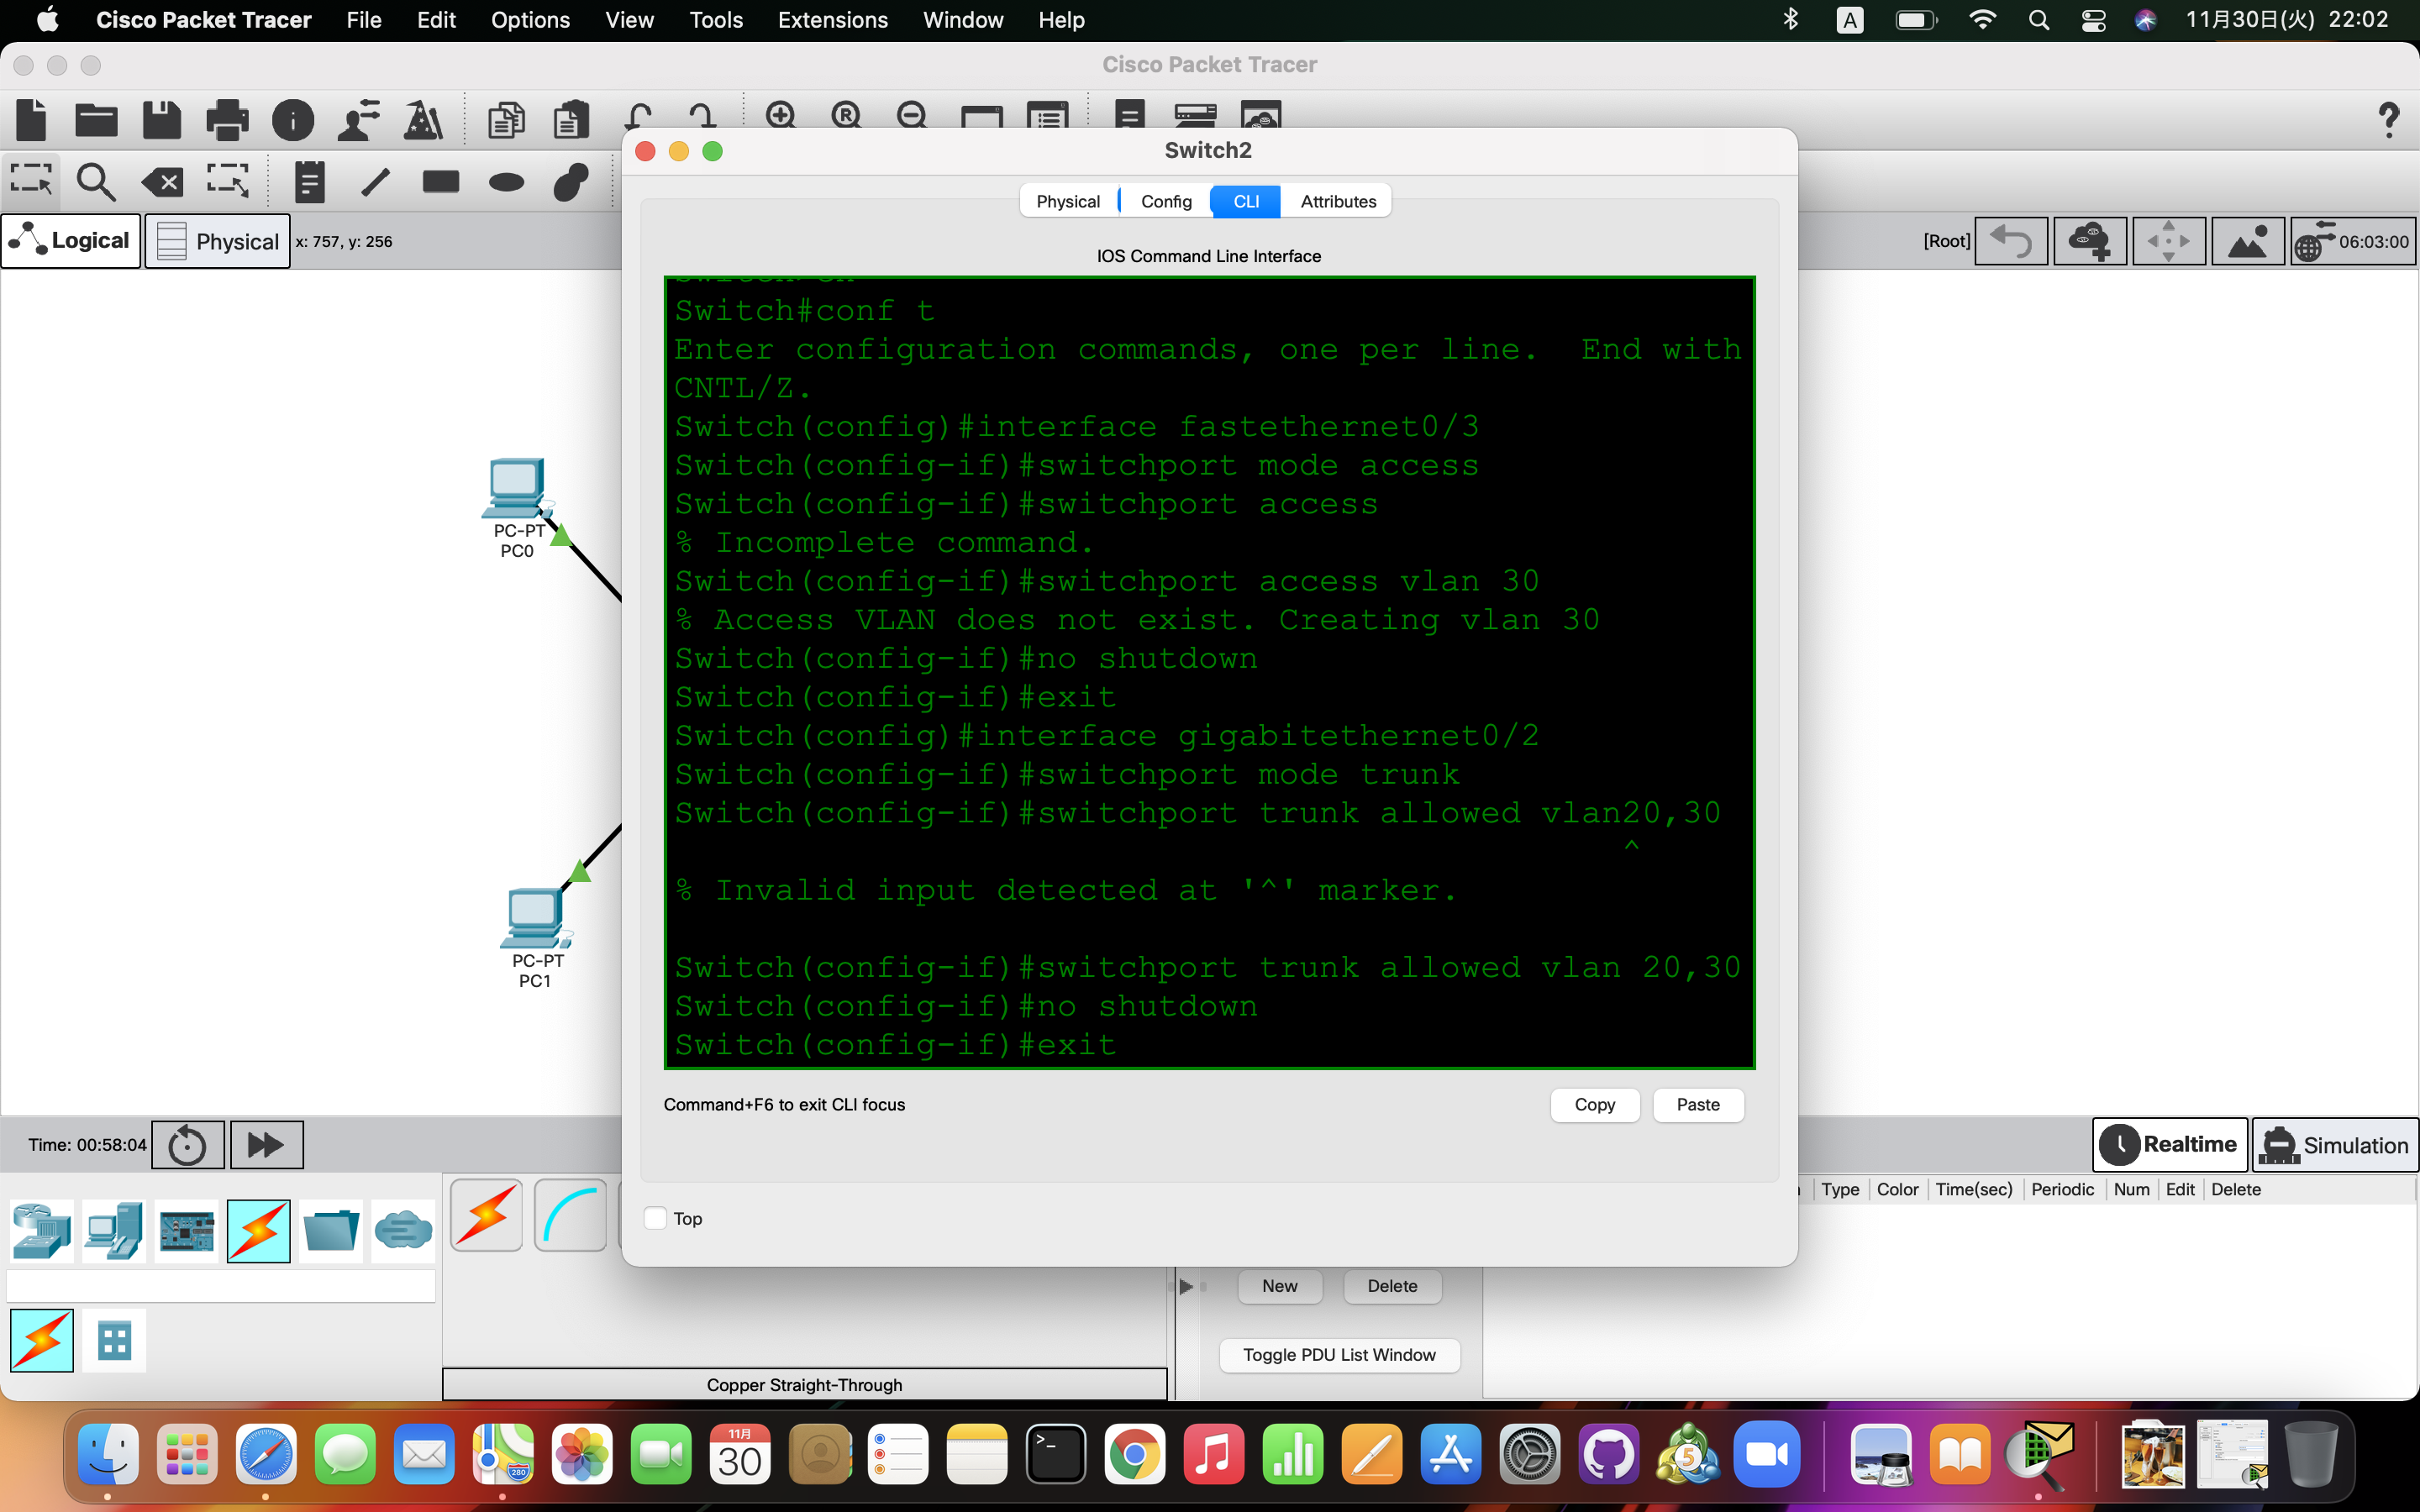 Cisco Packet Tracer File Edit Options View Tools Extensions Window Help A 11月30日(火) 22:02
Cisco Packet Tracer
Switch2
Physical Config CLI Attributes
Logical Physical x: 757, y: 256 [Root] 06:03:00
IOS Command Line Interface
Switch#conf t
Enter configuration commands, one per line.  End with
CNTL/Z.
Switch(config)#interface fastethernet0/3
Switch(config-if)#switchport mode access
Switch(config-if)#switchport access
% Incomplete command.
Switch(config-if)#switchport access vlan 30
% Access VLAN does not exist. Creating vlan 30
Switch(config-if)#no shutdown
Switch(config-if)#exit
Switch(config)#interface gigabitethernet0/2
Switch(config-if)#switchport mode trunk
Switch(config-if)#switchport trunk allowed vlan20,30
^
% Invalid input detected at '^' marker.
Switch(config-if)#switchport trunk allowed vlan 20,30
Switch(config-if)#no shutdown
Switch(config-if)#exit
PC-PT
PC0
PC-PT
PC1
Command+F6 to exit CLI focus Copy Paste
Time: 00:58:04 Realtime Simulation
Top
Type Color Time(sec) Periodic Num Edit Delete
New Delete
Toggle PDU List Window
Copper Straight-Through
11月
30
280
5